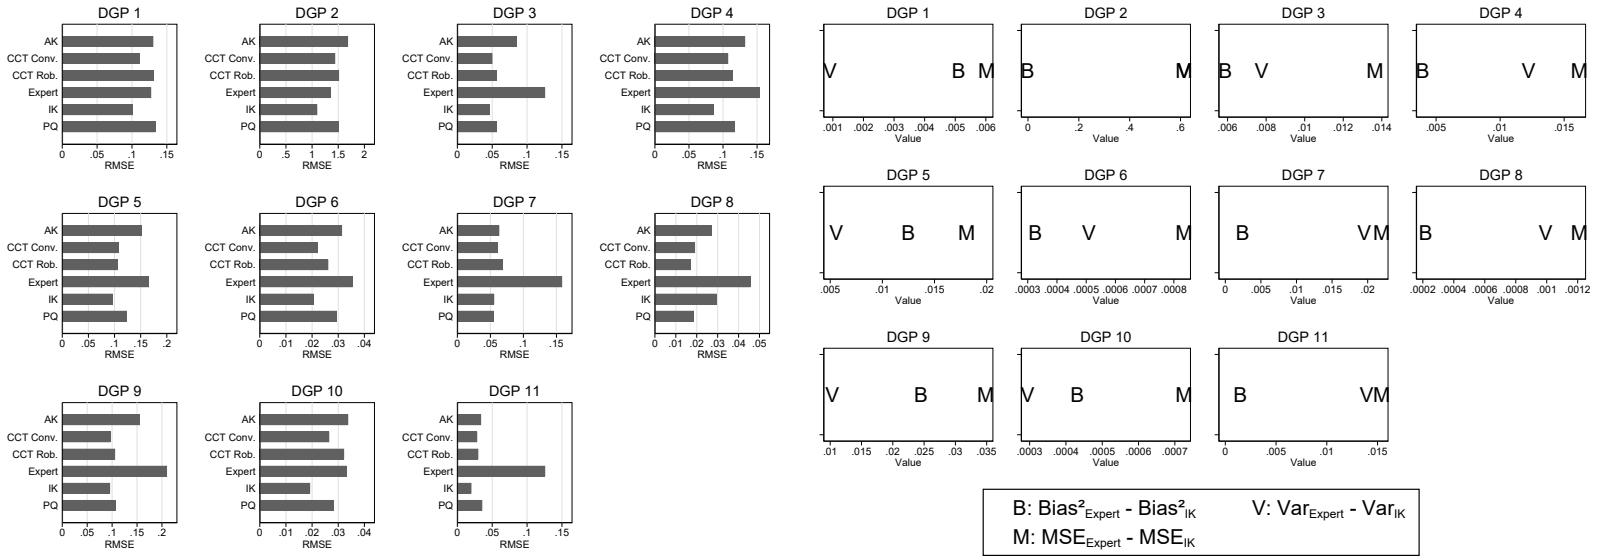 DGP 1
AK
CCT Conv.
CCT Rob.
Expert
IK
PQ
0 .05 .1 .15
RMSE
DGP 2
AK
CCT Conv.
CCT Rob.
Expert
IK
PQ
0 .5 1 1.5 2
RMSE
DGP 3
AK
CCT Conv.
CCT Rob.
Expert
IK
PQ
0 .05 .1 .15
RMSE
DGP 4
AK
CCT Conv.
CCT Rob.
Expert
IK
PQ
0 .05 .1 .15
RMSE
DGP 5
AK
CCT Conv.
CCT Rob.
Expert
IK
PQ
0 .05 .1 .15 .2
RMSE
DGP 6
AK
CCT Conv.
CCT Rob.
Expert
IK
PQ
0 .01 .02 .03 .04
RMSE
DGP 7
AK
CCT Conv.
CCT Rob.
Expert
IK
PQ
0 .05 .1 .15
RMSE
DGP 8
AK
CCT Conv.
CCT Rob.
Expert
IK
PQ
0 .01 .02 .03 .04 .05
RMSE
DGP 9
AK
CCT Conv.
CCT Rob.
Expert
IK
PQ
0 .05 .1 .15 .2
RMSE
DGP 10
AK
CCT Conv.
CCT Rob.
Expert
IK
PQ
0 .01 .02 .03 .04
RMSE
DGP 11
AK
CCT Conv.
CCT Rob.
Expert
IK
PQ
0 .05 .1 .15
RMSE
DGP 1
V B M
.001 .002 .003 .004 .005 .006
Value
DGP 2
B V M
0 .2 .4 .6
Value
DGP 3
B V M
.006 .008 .01 .012 .014
Value
DGP 4
B V M
.005 .01 .015
Value
DGP 5
V B M
.005 .01 .015 .02
Value
DGP 6
B V M
.0003 .0004 .0005 .0006 .0007 .0008
Value
DGP 7
B V M
0 .005 .01 .015 .02
Value
DGP 8
B V M
.0002 .0004 .0006 .0008 .001 .0012
Value
DGP 9
V B M
.01 .015 .02 .025 .03 .035
Value
DGP 10
V B M
.0003 .0004 .0005 .0006 .0007
Value
DGP 11
B V M
0 .005 .01 .015
Value
B: Bias²Expert - Bias²IK V: VarExpert - VarIK
M: MSEExpert - MSEIK